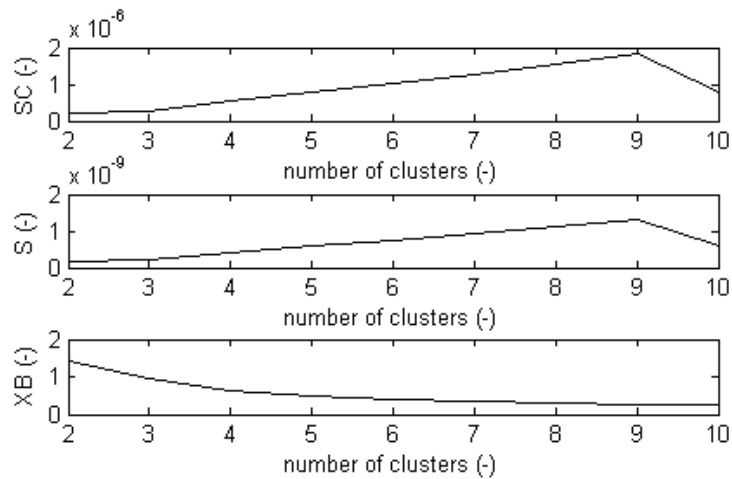 x 10-6
2
1
0
SC (-)
2 3 4 5 6 7 8 9 10
number of clusters (-)
x 10-9
2
1
0
S (-)
2 3 4 5 6 7 8 9 10
number of clusters (-)
2
1
0
XB (-)
2 3 4 5 6 7 8 9 10
number of clusters (-)